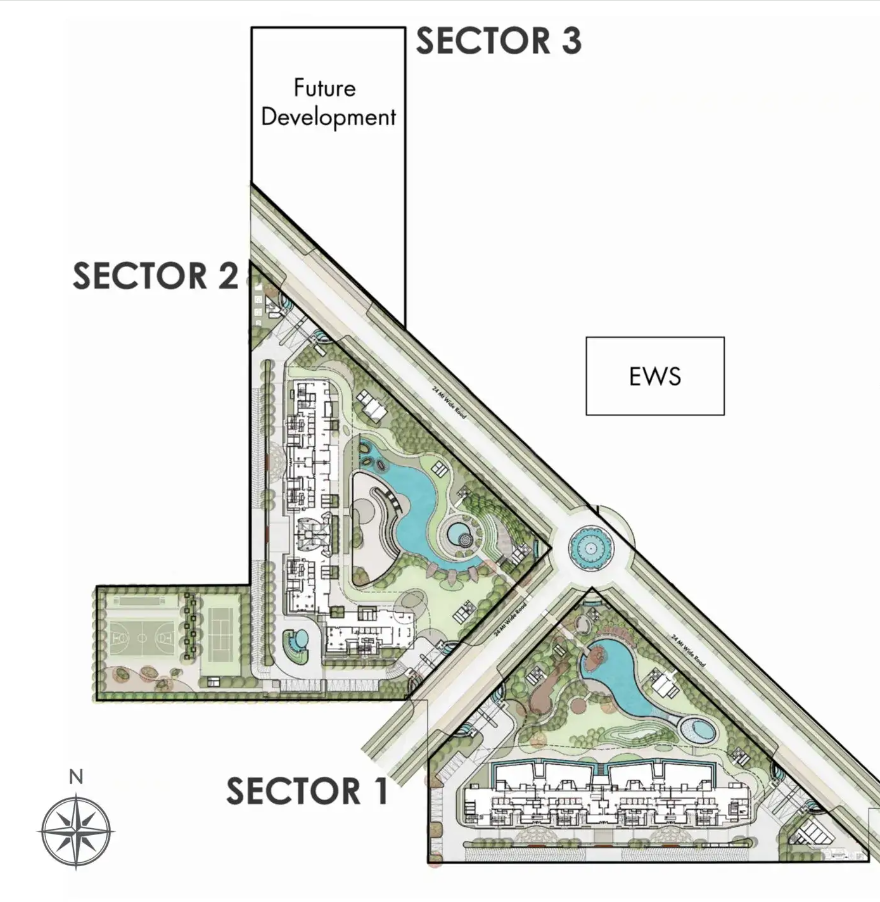 SECTOR 3
Future
Development
SECTOR 2
EWS
24 Mt Wide Road
24 Mt Wide Road
24 Mt Wide Road
SECTOR 1
N